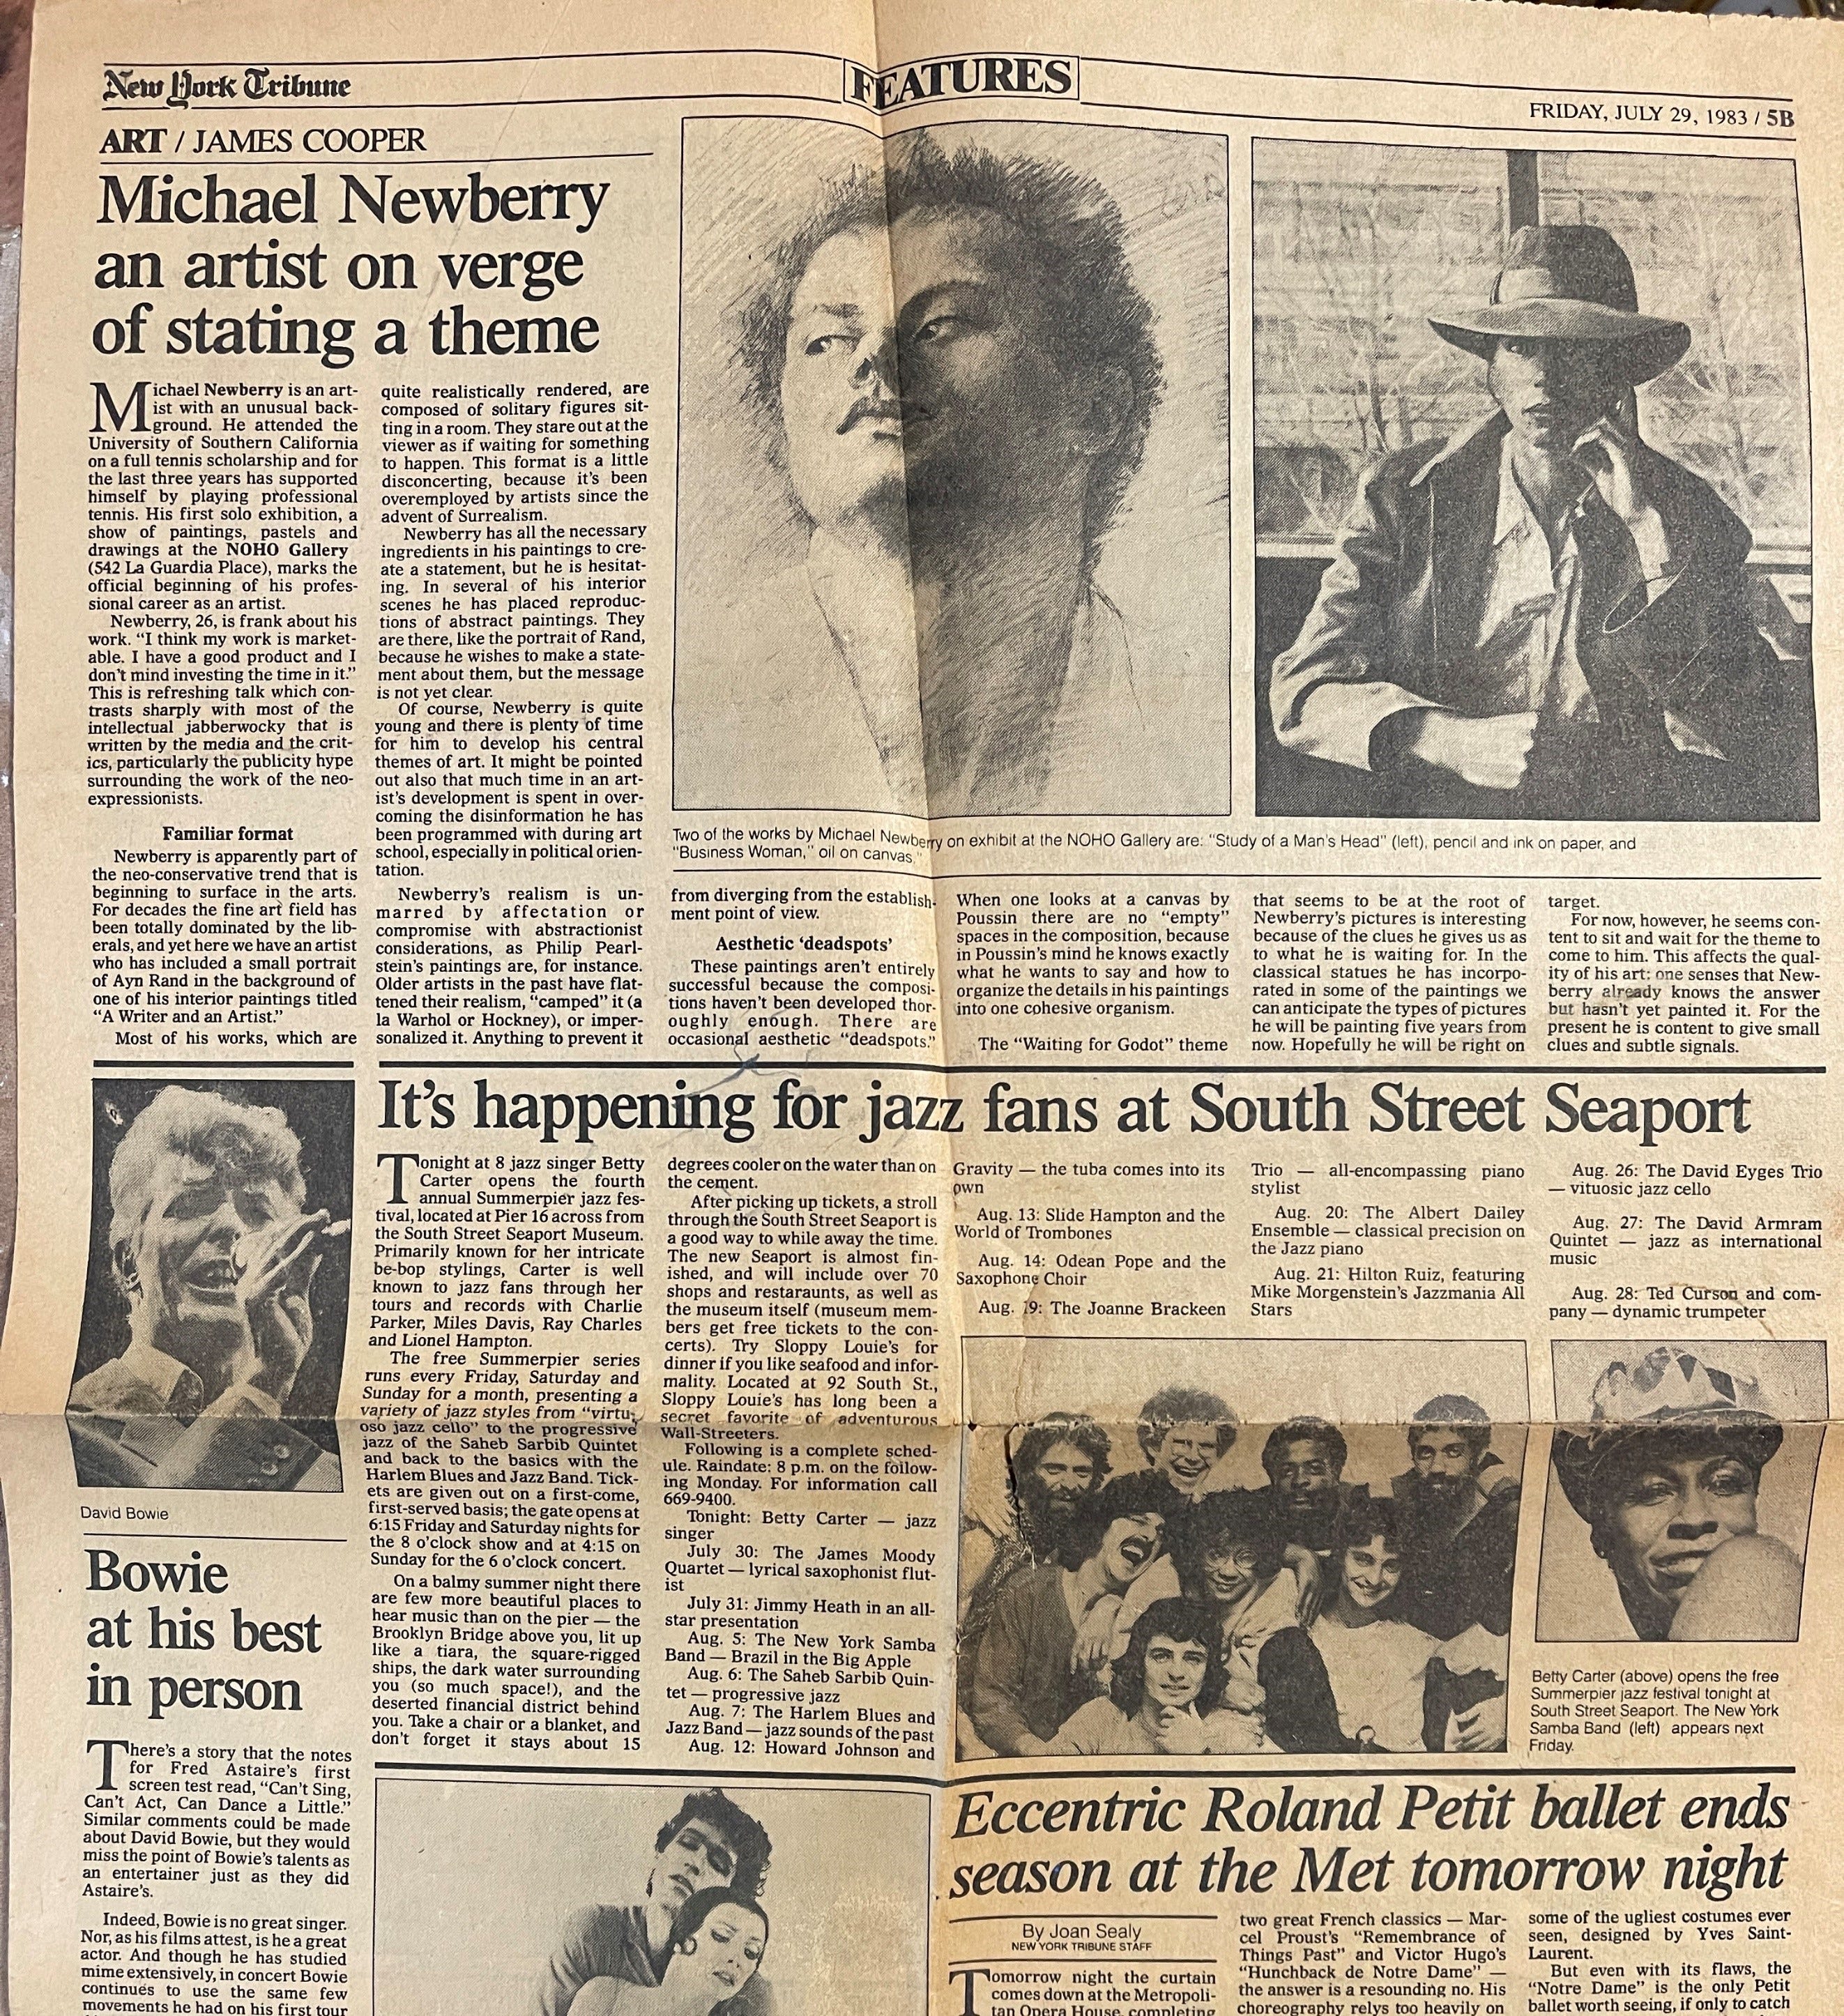 New York Tribune
FEATURES
FRIDAY, JULY 29, 1983 / 5B
ART / JAMES COOPER
Michael Newberry
an artist on verge
of stating a theme
Michael Newberry is an art-
ist with an unusual back-
ground. He attended the
University of Southern California
on a full tennis scholarship and for
the last three years has supported
himself by playing professional
tennis. His first solo exhibition, a
show of paintings, pastels and
drawings at the NOHO Gallery
(542 La Guardia Place), marks the
official beginning of his profes-
sional career as an artist.
Newberry, 26, is frank about his
work. “I think my work is market-
able. I have a good product and I
don’t mind investing the time in it.”
This is refreshing talk which con-
trasts sharply with most of the
intellectual jabberwocky that is
written by the media and the crit-
ics, particularly the publicity hype
surrounding the work of the neo-
expressionists.
Familiar format
Newberry is apparently part of
the neo-conservative trend that is
beginning to surface in the arts.
For decades the fine art field has
been totally dominated by the lib-
erals, and yet here we have an artist
who has included a small portrait
of Ayn Rand in the background of
one of his interior paintings titled
“A Writer and an Artist.”
Most of his works, which are
quite realistically rendered, are
composed of solitary figures sit-
ting in a room. They stare out at the
viewer as if waiting for something
to happen. This format is a little
disconcerting, because it’s been
overemployed by artists since the
advent of Surrealism.
Newberry has all the necessary
ingredients in his paintings to cre-
ate a statement, but he is hesitat-
ing. In several of his interior
scenes he has placed reproduc-
tions of abstract paintings. They
are there, like the portrait of Rand,
because he wishes to make a state-
ment about them, but the message
is not yet clear.
Of course, Newberry is quite
young and there is plenty of time
for him to develop his central
themes of art. It might be pointed
out also that much time in an art-
ist’s development is spent in over-
coming the disinformation he has
been programmed with during art
school, especially in political orien-
tation.
Newberry’s realism is un-
marred by affectation or
compromise with abstractionist
considerations, as Philip Pearl-
stein’s paintings are, for instance.
Older artists in the past have flat-
tened their realism, “camped” it (a
la Warhol or Hockney), or imper-
sonalized it. Anything to prevent it
Two of the works by Michael Newberry on exhibit at the NOHO Gallery are: “Study of a Man’s Head” (left), pencil and ink on paper, and
“Business Woman,” oil on canvas.”
from diverging from the establish-
ment point of view.
Aesthetic ‘deadspots’
These paintings aren’t entirely
successful because the composi-
tions haven’t been developed thor-
oughly enough. There are
occasional aesthetic “deadspots.”
When one looks at a canvas by
Poussin there are no “empty”
spaces in the composition, because
in Poussin’s mind he knows exactly
what he wants to say and how to
organize the details in his paintings
into one cohesive organism.
The “Waiting for Godot” theme
that seems to be at the root of
Newberry’s pictures is interesting
because of the clues he gives us as
to what he is waiting for. In the
classical statues he has incorpo-
rated in some of the paintings we
can anticipate the types of pictures
he will be painting five years from
now. Hopefully he will be right on
target.
For now, however, he seems con-
tent to sit and wait for the theme to
come to him. This affects the qual-
ity of his art: one senses that New-
berry already knows the answer
but hasn’t yet painted it. For the
present he is content to give small
clues and subtle signals.
David Bowie
Bowie
at his best
in person
There’s a story that the notes
for Fred Astaire’s first
screen test read, “Can’t Sing,
Can’t Act, Can Dance a Little.”
Similar comments could be made
about David Bowie, but they would
miss the point of Bowie’s talents as
an entertainer just as they did
Astaire’s.
Indeed, Bowie is no great singer.
Nor, as his films attest, is he a great
actor. And though he has studied
mime extensively, in concert Bowie
continues to use the same few
movements he had on his first tour
It’s happening for jazz fans at South Street Seaport
Tonight at 8 jazz singer Betty
Carter opens the fourth
annual Summerpier jazz fes-
tival, located at Pier 16 across from
the South Street Seaport Museum.
Primarily known for her intricate
be-bop stylings, Carter is well
known to jazz fans through her
tours and records with Charlie
Parker, Miles Davis, Ray Charles
and Lionel Hampton.
The free Summerpier series
runs every Friday, Saturday and
Sunday for a month, presenting a
variety of jazz styles from “virtu-
oso jazz cello” to the progressive
jazz of the Saheb Sarbib Quintet
and back to the basics with the
Harlem Blues and Jazz Band. Tick-
ets are given out on a first-come,
first-served basis; the gate opens at
6:15 Friday and Saturday nights for
the 8 o’clock show and at 4:15 on
Sunday for the 6 o’clock concert.
On a balmy summer night there
are few more beautiful places to
hear music than on the pier — the
Brooklyn Bridge above you, lit up
like a tiara, the square-rigged
ships, the dark water surrounding
you (so much space!), and the
deserted financial district behind
you. Take a chair or a blanket, and
don’t forget it stays about 15
degrees cooler on the water than on
the cement.
After picking up tickets, a stroll
through the South Street Seaport is
a good way to while away the time.
The new Seaport is almost fin-
ished, and will include over 70
shops and restaraunts, as well as
the museum itself (museum mem-
bers get free tickets to the con-
certs). Try Sloppy Louie’s for
dinner if you like seafood and infor-
mality. Located at 92 South St.,
Sloppy Louie’s has long been a
secret favorite of adventurous
Wall-Streeters.
Following is a complete sched-
ule. Raindate: 8 p.m. on the follow-
ing Monday. For information call
669-9400.
Tonight: Betty Carter — jazz
singer
July 30: The James Moody
Quartet — lyrical saxophonist flut-
ist
July 31: Jimmy Heath in an all-
star presentation
Aug. 5: The New York Samba
Band — Brazil in the Big Apple
Aug. 6: The Saheb Sarbib Quin-
tet — progressive jazz
Aug. 7: The Harlem Blues and
Jazz Band — jazz sounds of the past
Aug. 12: Howard Johnson and
Gravity — the tuba comes into its
own
Aug. 13: Slide Hampton and the
World of Trombones
Aug. 14: Odean Pope and the
Saxophone Choir
Aug. 19: The Joanne Brackeen
Trio — all-encompassing piano
stylist
Aug. 20: The Albert Dailey
Ensemble — classical precision on
the Jazz piano
Aug. 21: Hilton Ruiz, featuring
Mike Morgenstein’s Jazzmania All
Stars
Aug. 26: The David Eyges Trio
— vituosic jazz cello
Aug. 27: The David Armram
Quintet — jazz as international
music
Aug. 28: Ted Curson and com-
pany — dynamic trumpeter
Betty Carter (above) opens the free
Summerpier jazz festival tonight at
South Street Seaport. The New York
Samba Band (left) appears next
Friday.
Eccentric Roland Petit ballet ends
season at the Met tomorrow night
By Joan Sealy
NEW YORK TRIBUNE STAFF
Tomorrow night the curtain
comes down at the Metropoli-
tan Opera House, completing
two great French classics — Mar-
cel Proust’s “Remembrance of
Things Past” and Victor Hugo’s
“Hunchback de Notre Dame” —
the answer is a resounding no. His
choreography relys too heavily on
some of the ugliest costumes ever
seen, designed by Yves Saint-
Laurent.
But even with its flaws, the
“Notre Dame” is the only Petit
ballet worth seeing, if only to catch